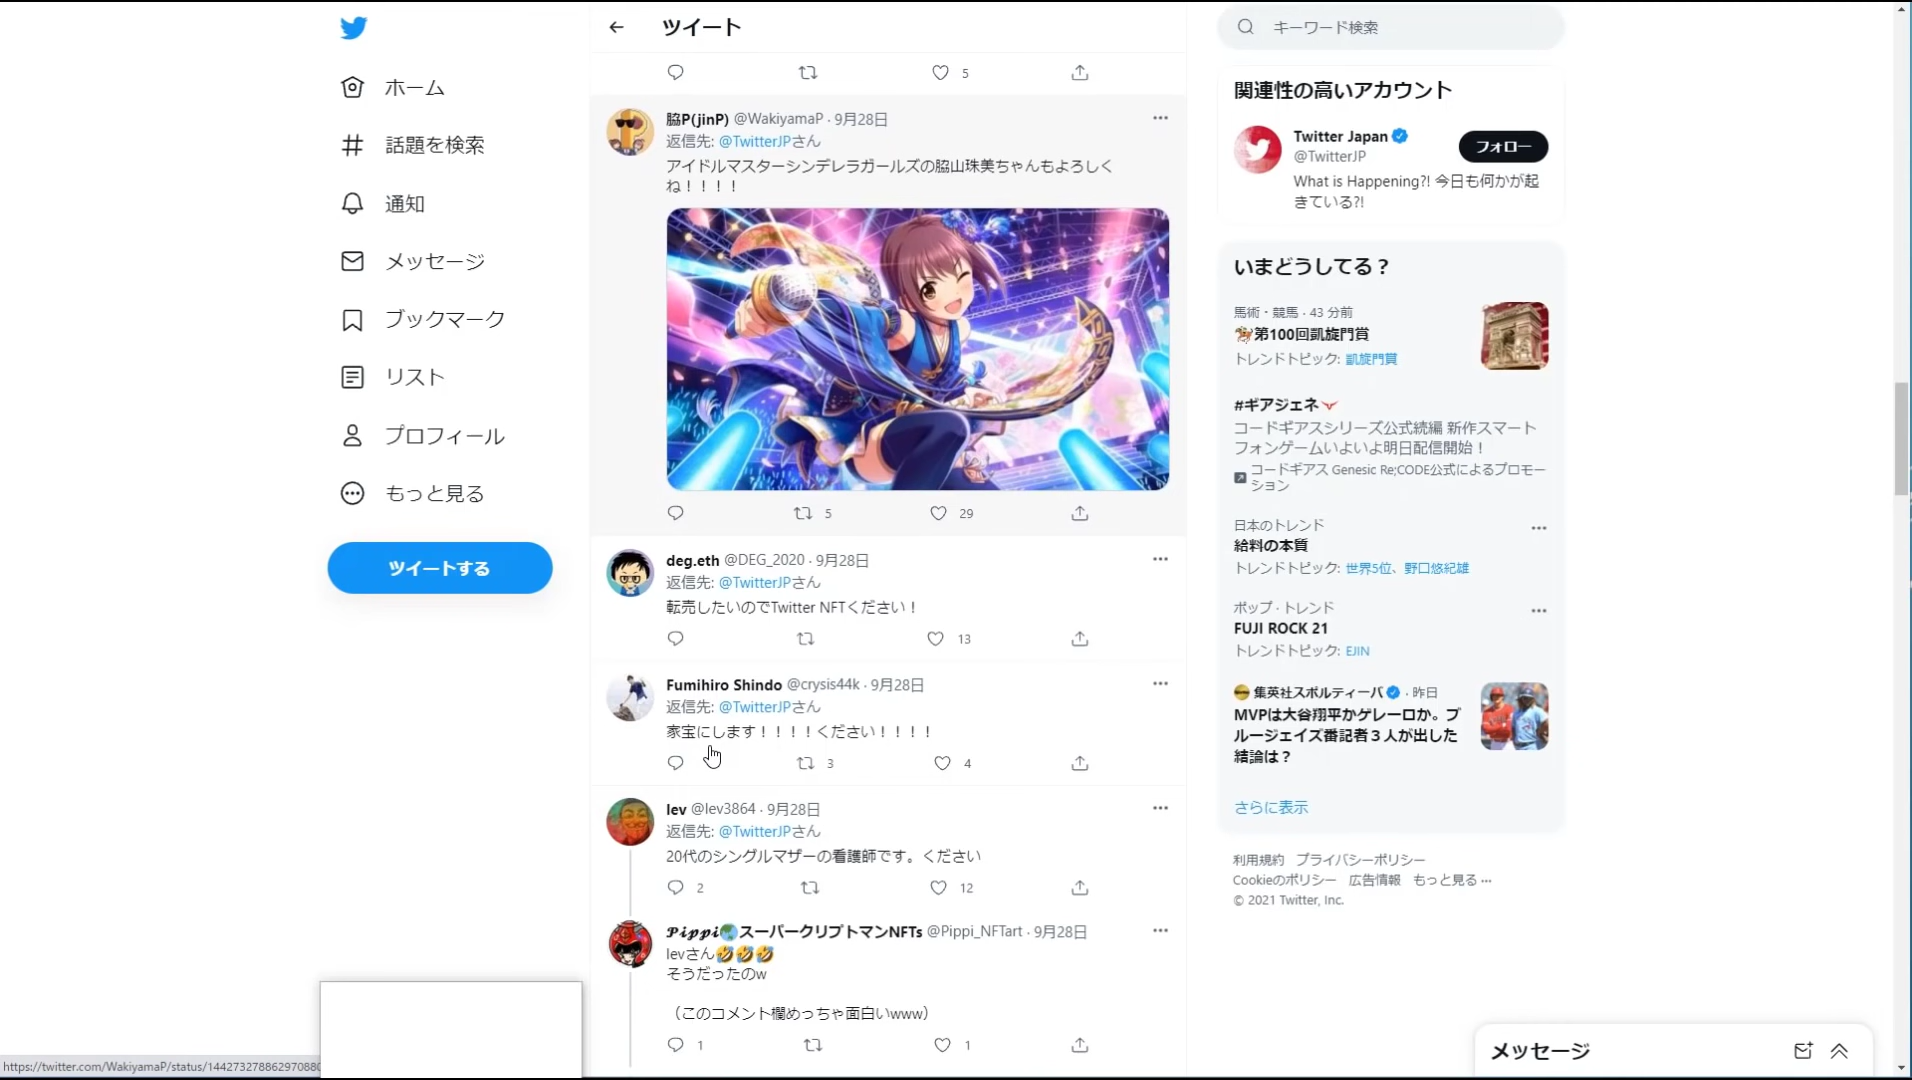 ホーム
話題を検索
通知
メッセージ
ブックマーク
リスト
プロフィール
もっと見る
ツイートする
https://twitter.com/WakiyamaP/status/144273278862970880
ツイート
5
脇P(jinP) @WakiyamaP · 9月28日
返信先: @TwitterJPさん
アイドルマスターシンデレラガールズの脇山珠美ちゃんもよろしく
ね！！！！
5 29
deg.eth @DEG_2020 · 9月28日
返信先: @TwitterJPさん
転売したいのでTwitter NFTください！
13
Fumihiro Shindo @crysis44k · 9月28日
返信先: @TwitterJPさん
家宝にします！！！！ください！！！！
3 4
lev @lev3864 · 9月28日
返信先: @TwitterJPさん
20代のシングルマザーの看護師です。ください
2 12
𝓟𝓲𝓹𝓹𝓲🌏スーパークリプトマンNFTs @Pippi_NFTart · 9月28日
levさん🤣🤣🤣
そうだったのw
（このコメント欄めっちゃ面白いwww）
1 1
キーワード検索
関連性の高いアカウント
Twitter Japan
@TwitterJP
フォロー
What is Happening?! 今日も何かが起
きている?!
いまどうしてる？
馬術・競馬 · 43 分前
🏇第100回凱旋門賞
トレンドトピック: 凱旋門賞
#ギアジェネ
コードギアスシリーズ公式続編 新作スマート
フォンゲームいよいよ明日配信開始！
コードギアス Genesic Re;CODE公式によるプロモー
ション
日本のトレンド
給料の本質
トレンドトピック: 世界5位、野口悠紀雄
ポップ · トレンド
FUJI ROCK 21
トレンドトピック: EJIN
集英社スポルティーバ · 昨日
MVPは大谷翔平かゲレーロか。ブ
ルージェイズ番記者３人が出した
結論は？
さらに表示
利用規約 プライバシーポリシー
Cookieのポリシー 広告情報 もっと見る ···
© 2021 Twitter, Inc.
メッセージ